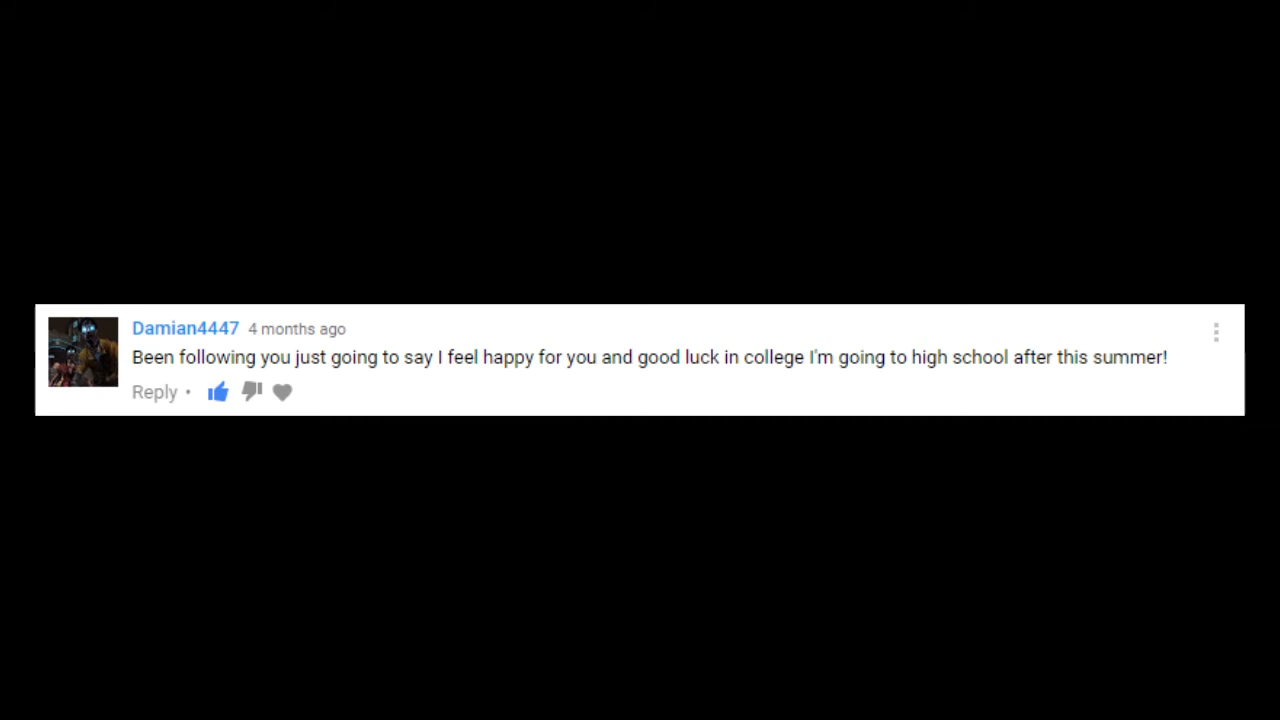 Damian4447 4 months ago
Been following you just going to say I feel happy for you and good luck in college I'm going to high school after this summer!
Reply •